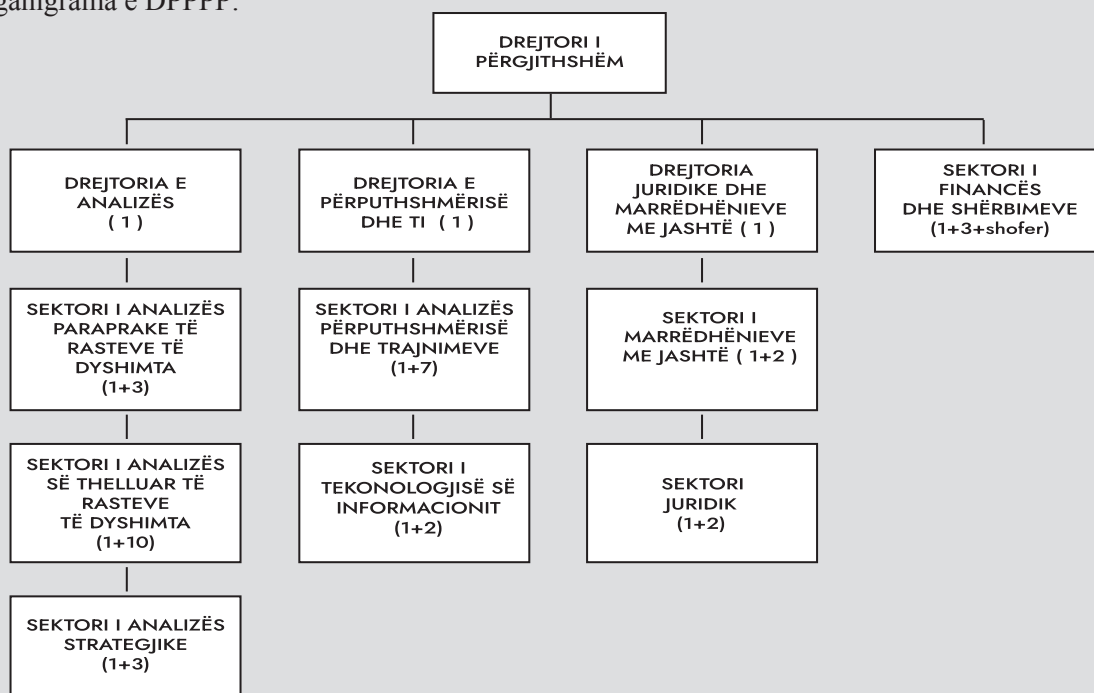 e DPPPP.
DREJTORI I
PËRGJITHSHËM
DREJTORIA E
ANALIZËS
( 1 )
DREJTORIA E
PËRPUTHSHMËRISË
DHE TI ( 1 )
DREJTORIA
JURIDIKE DHE
MARRËDHËNIEVE
ME JASHTË ( 1 )
SEKTORI I
FINANCËS
DHE SHËRBIMEVE
(1+3+shofer)
SEKTORI I ANALIZËS
PARAPRAKE TË
RASTEVE TË
DYSHIMTA
(1+3)
SEKTORI I ANALIZËS
PËRPUTHSHMËRISË
DHE TRAJNIMEVE
(1+7)
SEKTORI I
MARRËDHËNIEVE
ME JASHTË ( 1+2 )
SEKTORI I ANALIZËS
SË THELLUAR TË
RASTEVE
TË DYSHIMTA
(1+10)
SEKTORI I
TEKONOLOGJISË SË
INFORMACIONIT
(1+2)
SEKTORI
JURIDIK
(1+2)
SEKTORI I ANALIZËS
STRATEGJIKE
(1+3)